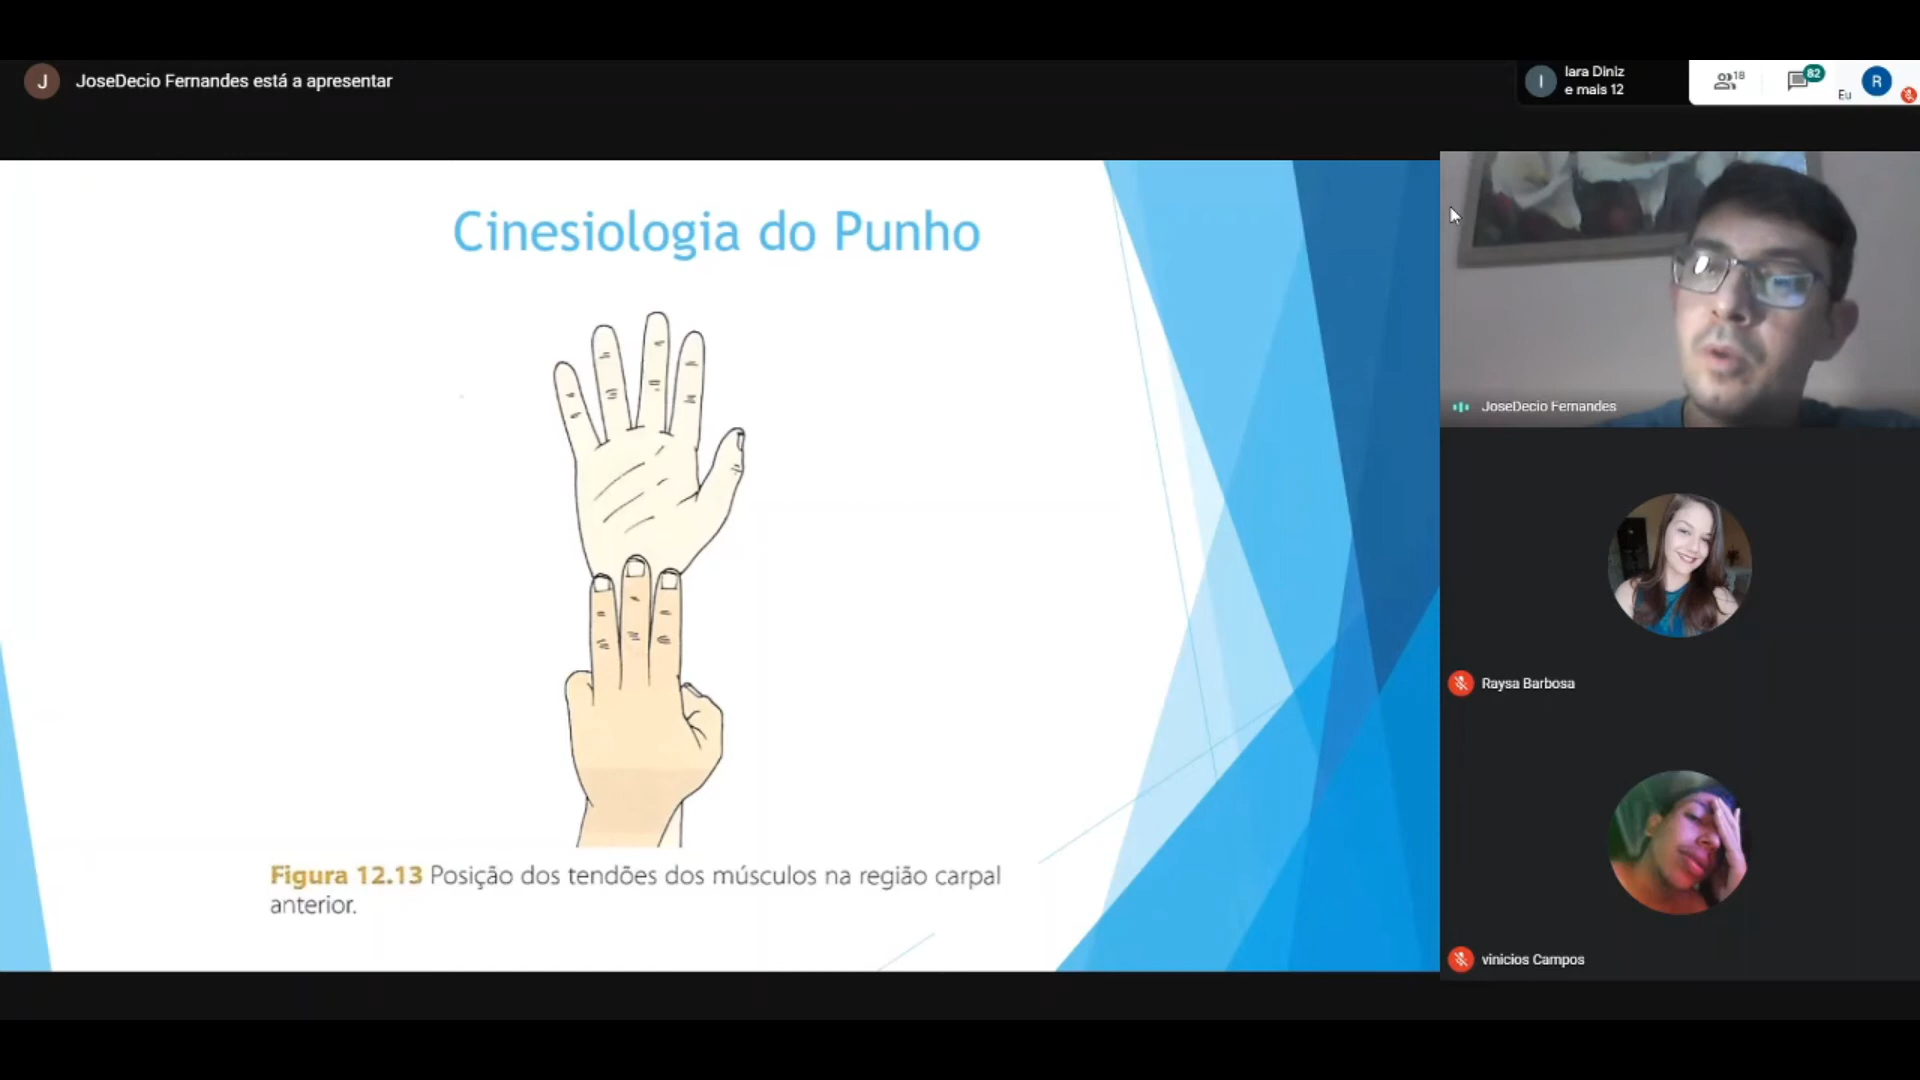 J JoseDecio Fernandes está a apresentar
I Iara Diniz
e mais 12
18
82
Eu
R
Cinesiologia do Punho
JoseDecio Fernandes
Raysa Barbosa
Figura 12.13 Posição dos tendões dos músculos na região carpal
anterior.
vinicios Campos